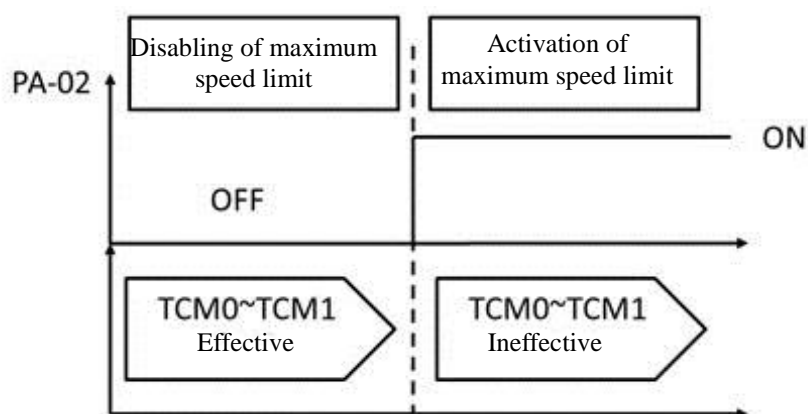 Disabling of maximum
speed limit
Activation of
maximum speed limit
PA-02
ON
OFF
TCM0~TCM1
Effective
TCM0~TCM1
Ineffective